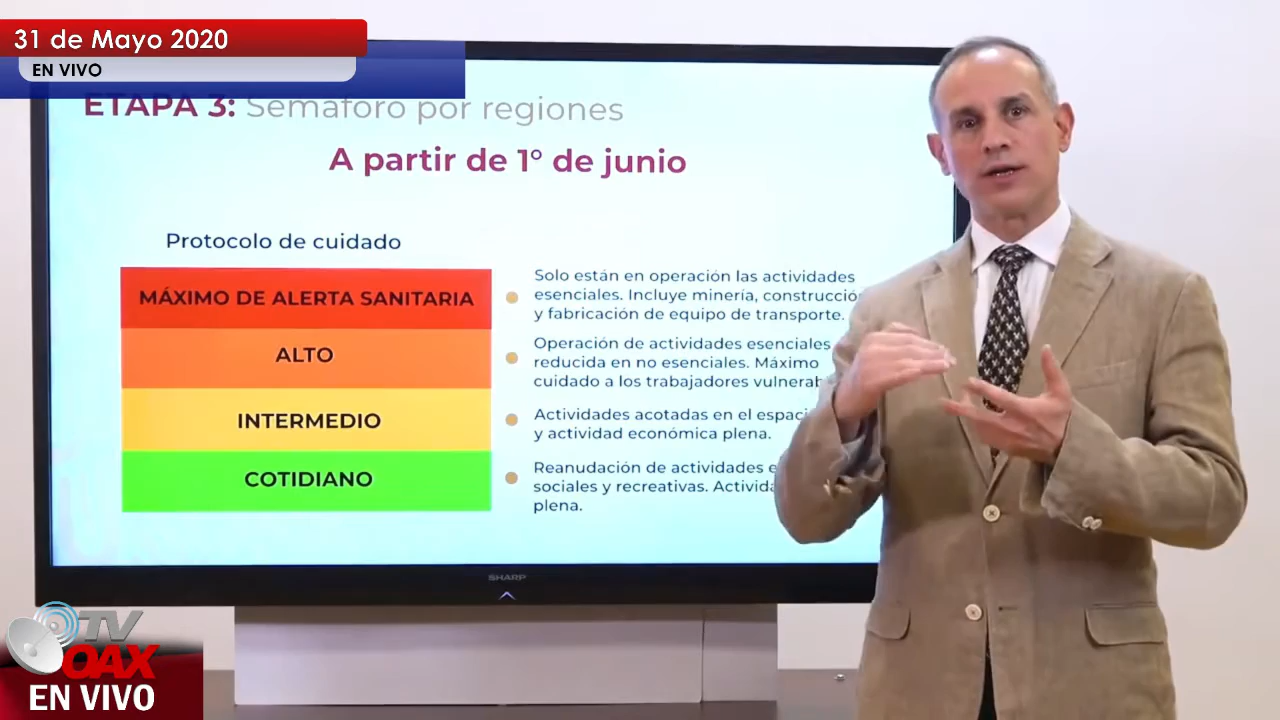 31 de Mayo 2020
EN VIVO
ETAPA 3: Semáforo por regiones
A partir de 1° de junio
Protocolo de cuidado
MÁXIMO DE ALERTA SANITARIA
Solo están en operación las actividades
esenciales. Incluye minería, construcción
y fabricación de equipo de transporte.
ALTO
Operación de actividades esenciales
reducida en no esenciales. Máximo
cuidado a los trabajadores
INTERMEDIO
Actividades acotadas en el
y actividad económica plena.
COTIDIANO
Reanudación de actividades
sociales y recreativas.
plena.
SHARP
TV
OAX
EN VIVO